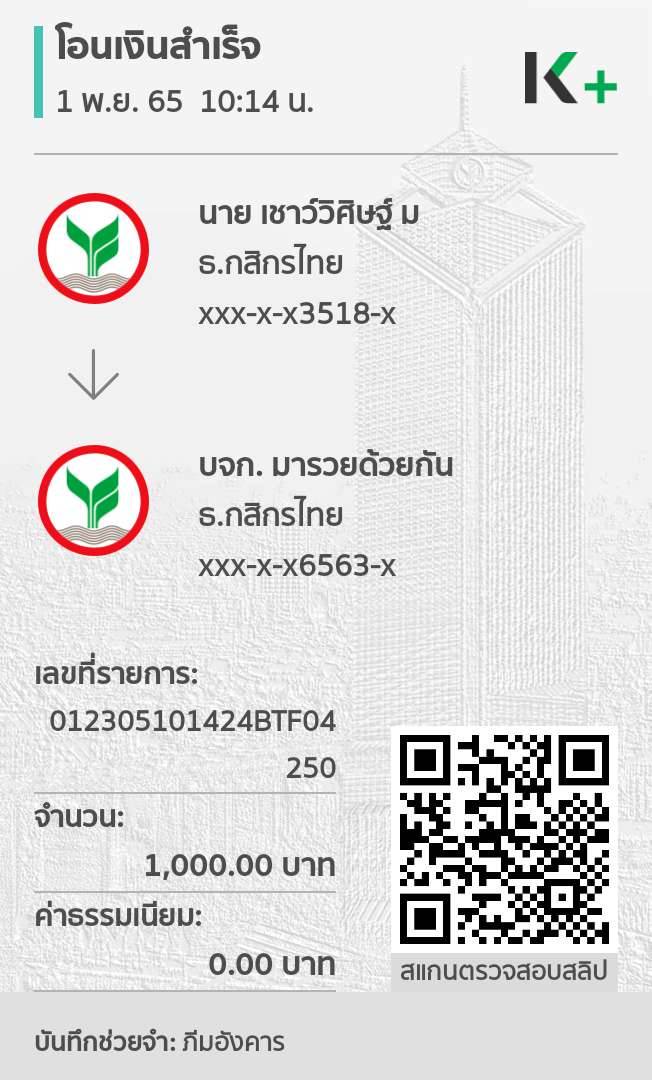 โอนเงินสำเร็จ
1 พ.ย. 65 10:14 น.
K+
นาย เชาว์วิศิษฐ์ ม
ธ.กสิกรไทย
xxx-x-x3518-x
บจก. มารวยด้วยกัน
ธ.กสิกรไทย
xxx-x-x6563-x
เลขที่รายการ:
012305101424BTF04
250
จำนวน:
1,000.00 บาท
ค่าธรรมเนียม:
0.00 บาท
สแกนตรวจสอบสลิป
บันทึกช่วยจำ: ภีมอังคาร